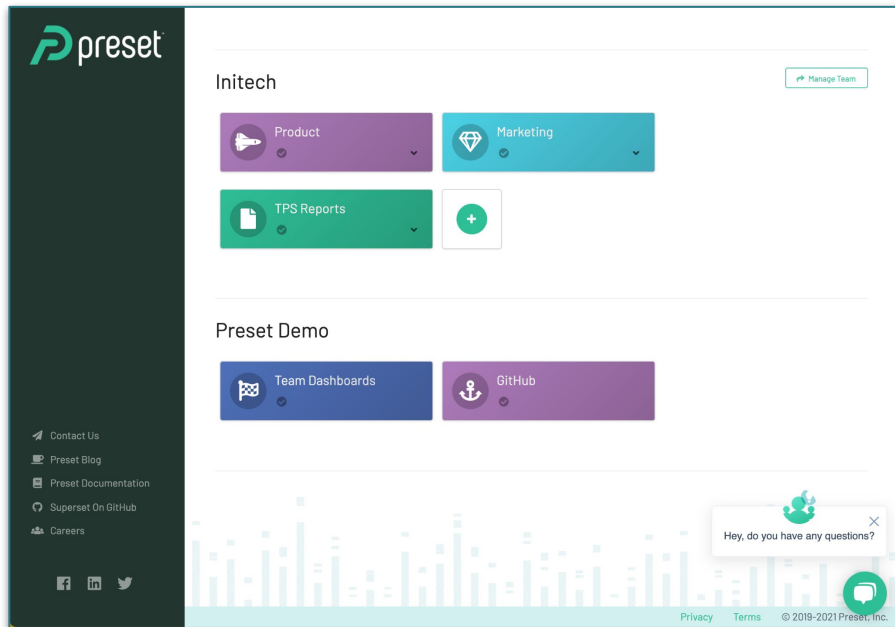 preset
Initech
Manage Team
Product
Marketing
TPS Reports
Preset Demo
Team Dashboards
GitHub
Contact Us
Preset Blog
Preset Documentation
Superset On GitHub
Careers
Hey, do you have any questions?
Privacy Terms © 2019-2021 Preset, Inc.